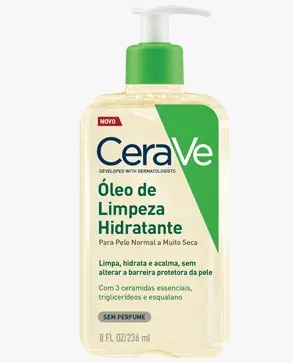 NOVO
CeraVe
DEVELOPED WITH DERMATOLOGISTS
Óleo de
Limpeza
Hidratante
Para Pele Normal a Muito Seca
Limpa, hidrata e acalma, sem
alterar a barreira protetora da pele
Com 3 ceramidas essenciais,
triglicerídeos e esqualano
SEM PERFUME
8 FL OZ/236 ml